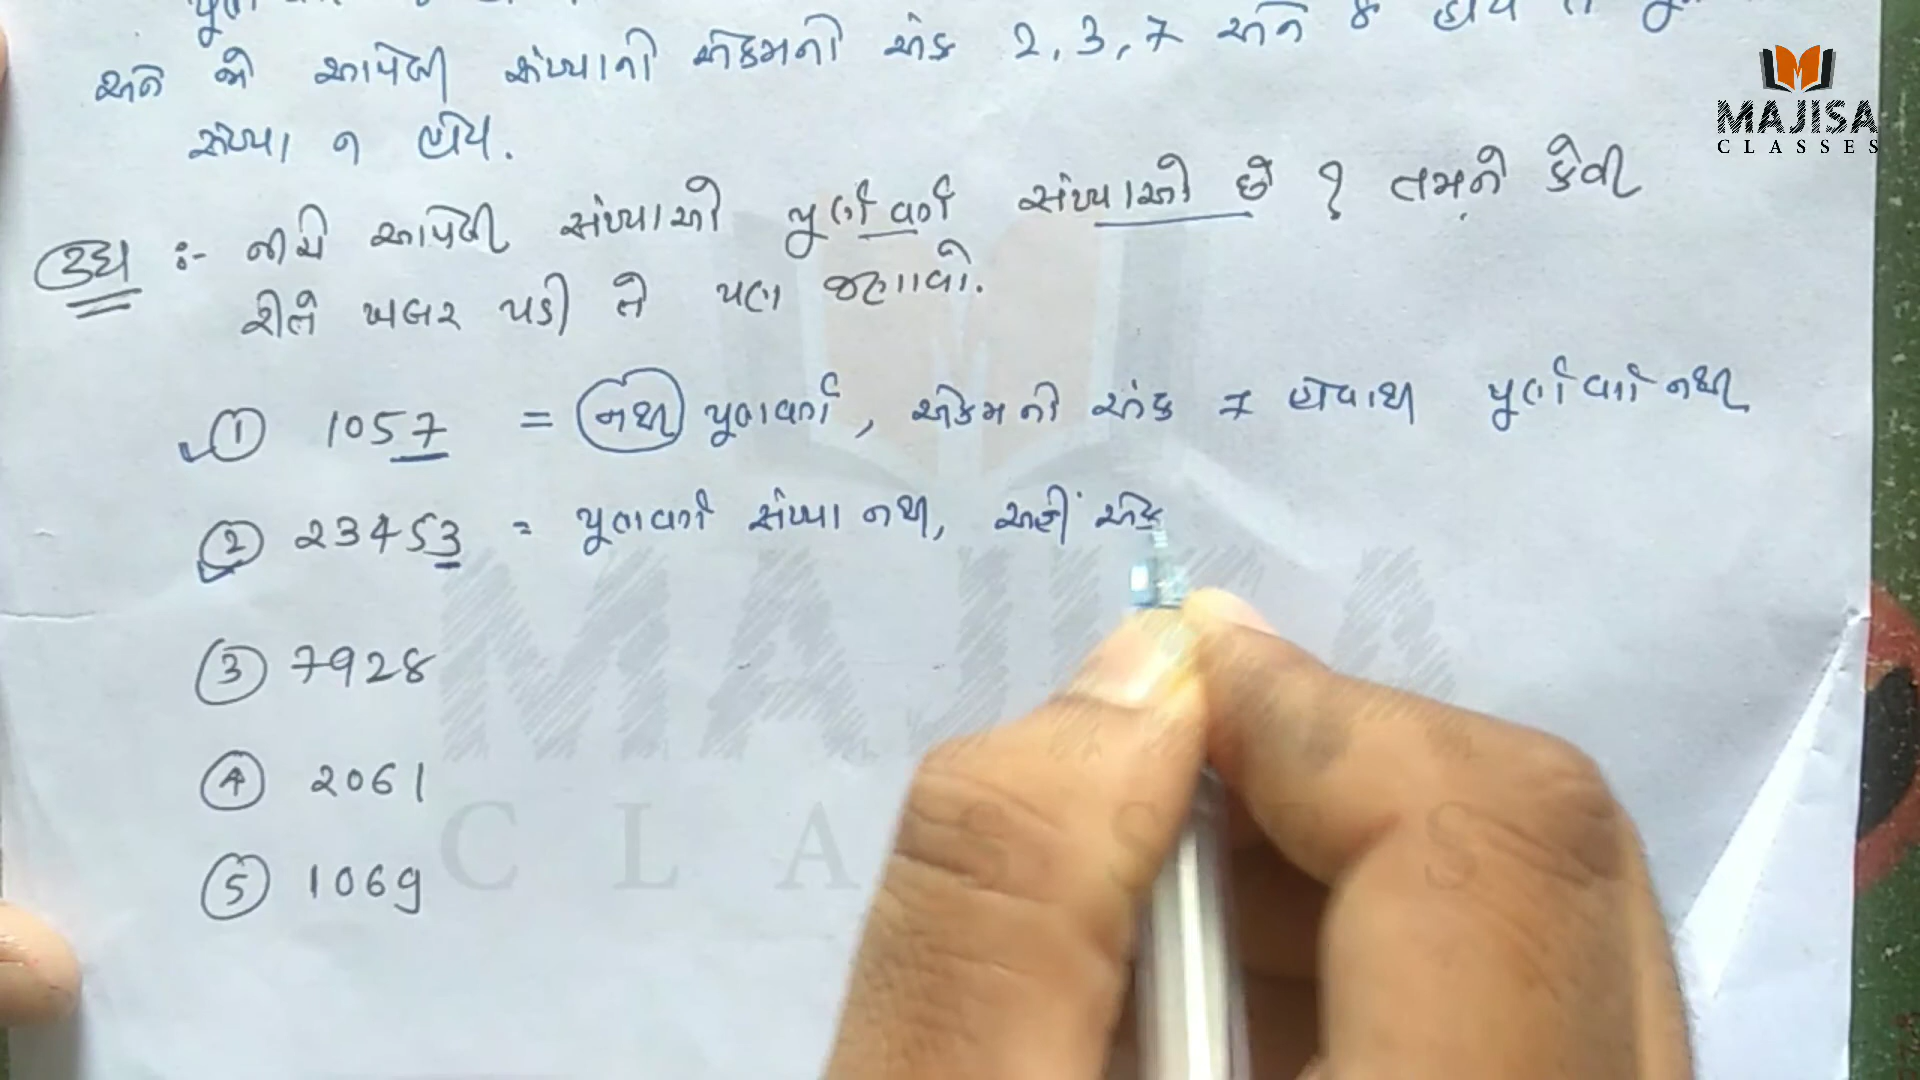 અને જો આપેલી સંખ્યાનો એકમનો અંક 2, 3, 7 અને 8 હોય તો
સંખ્યા ન હોય.
MAJISA
CLASSES
ઉદા :- નીચે આપેલી સંખ્યાઓ પૂર્ણવર્ગ સંખ્યાઓ છે ? તમને કેવી
રીતે ખબર પડી તે પણ જણાવો.
① 1057 = નથી પૂર્ણવર્ગ, એકમનો અંક 7 હોવાથી પૂર્ણવર્ગ નથી
② 23453 = પૂર્ણવર્ગ સંખ્યા નથી, અહીં એક
③ 7928
④ 2061
⑤ 1069
MAJISA
CLASSES